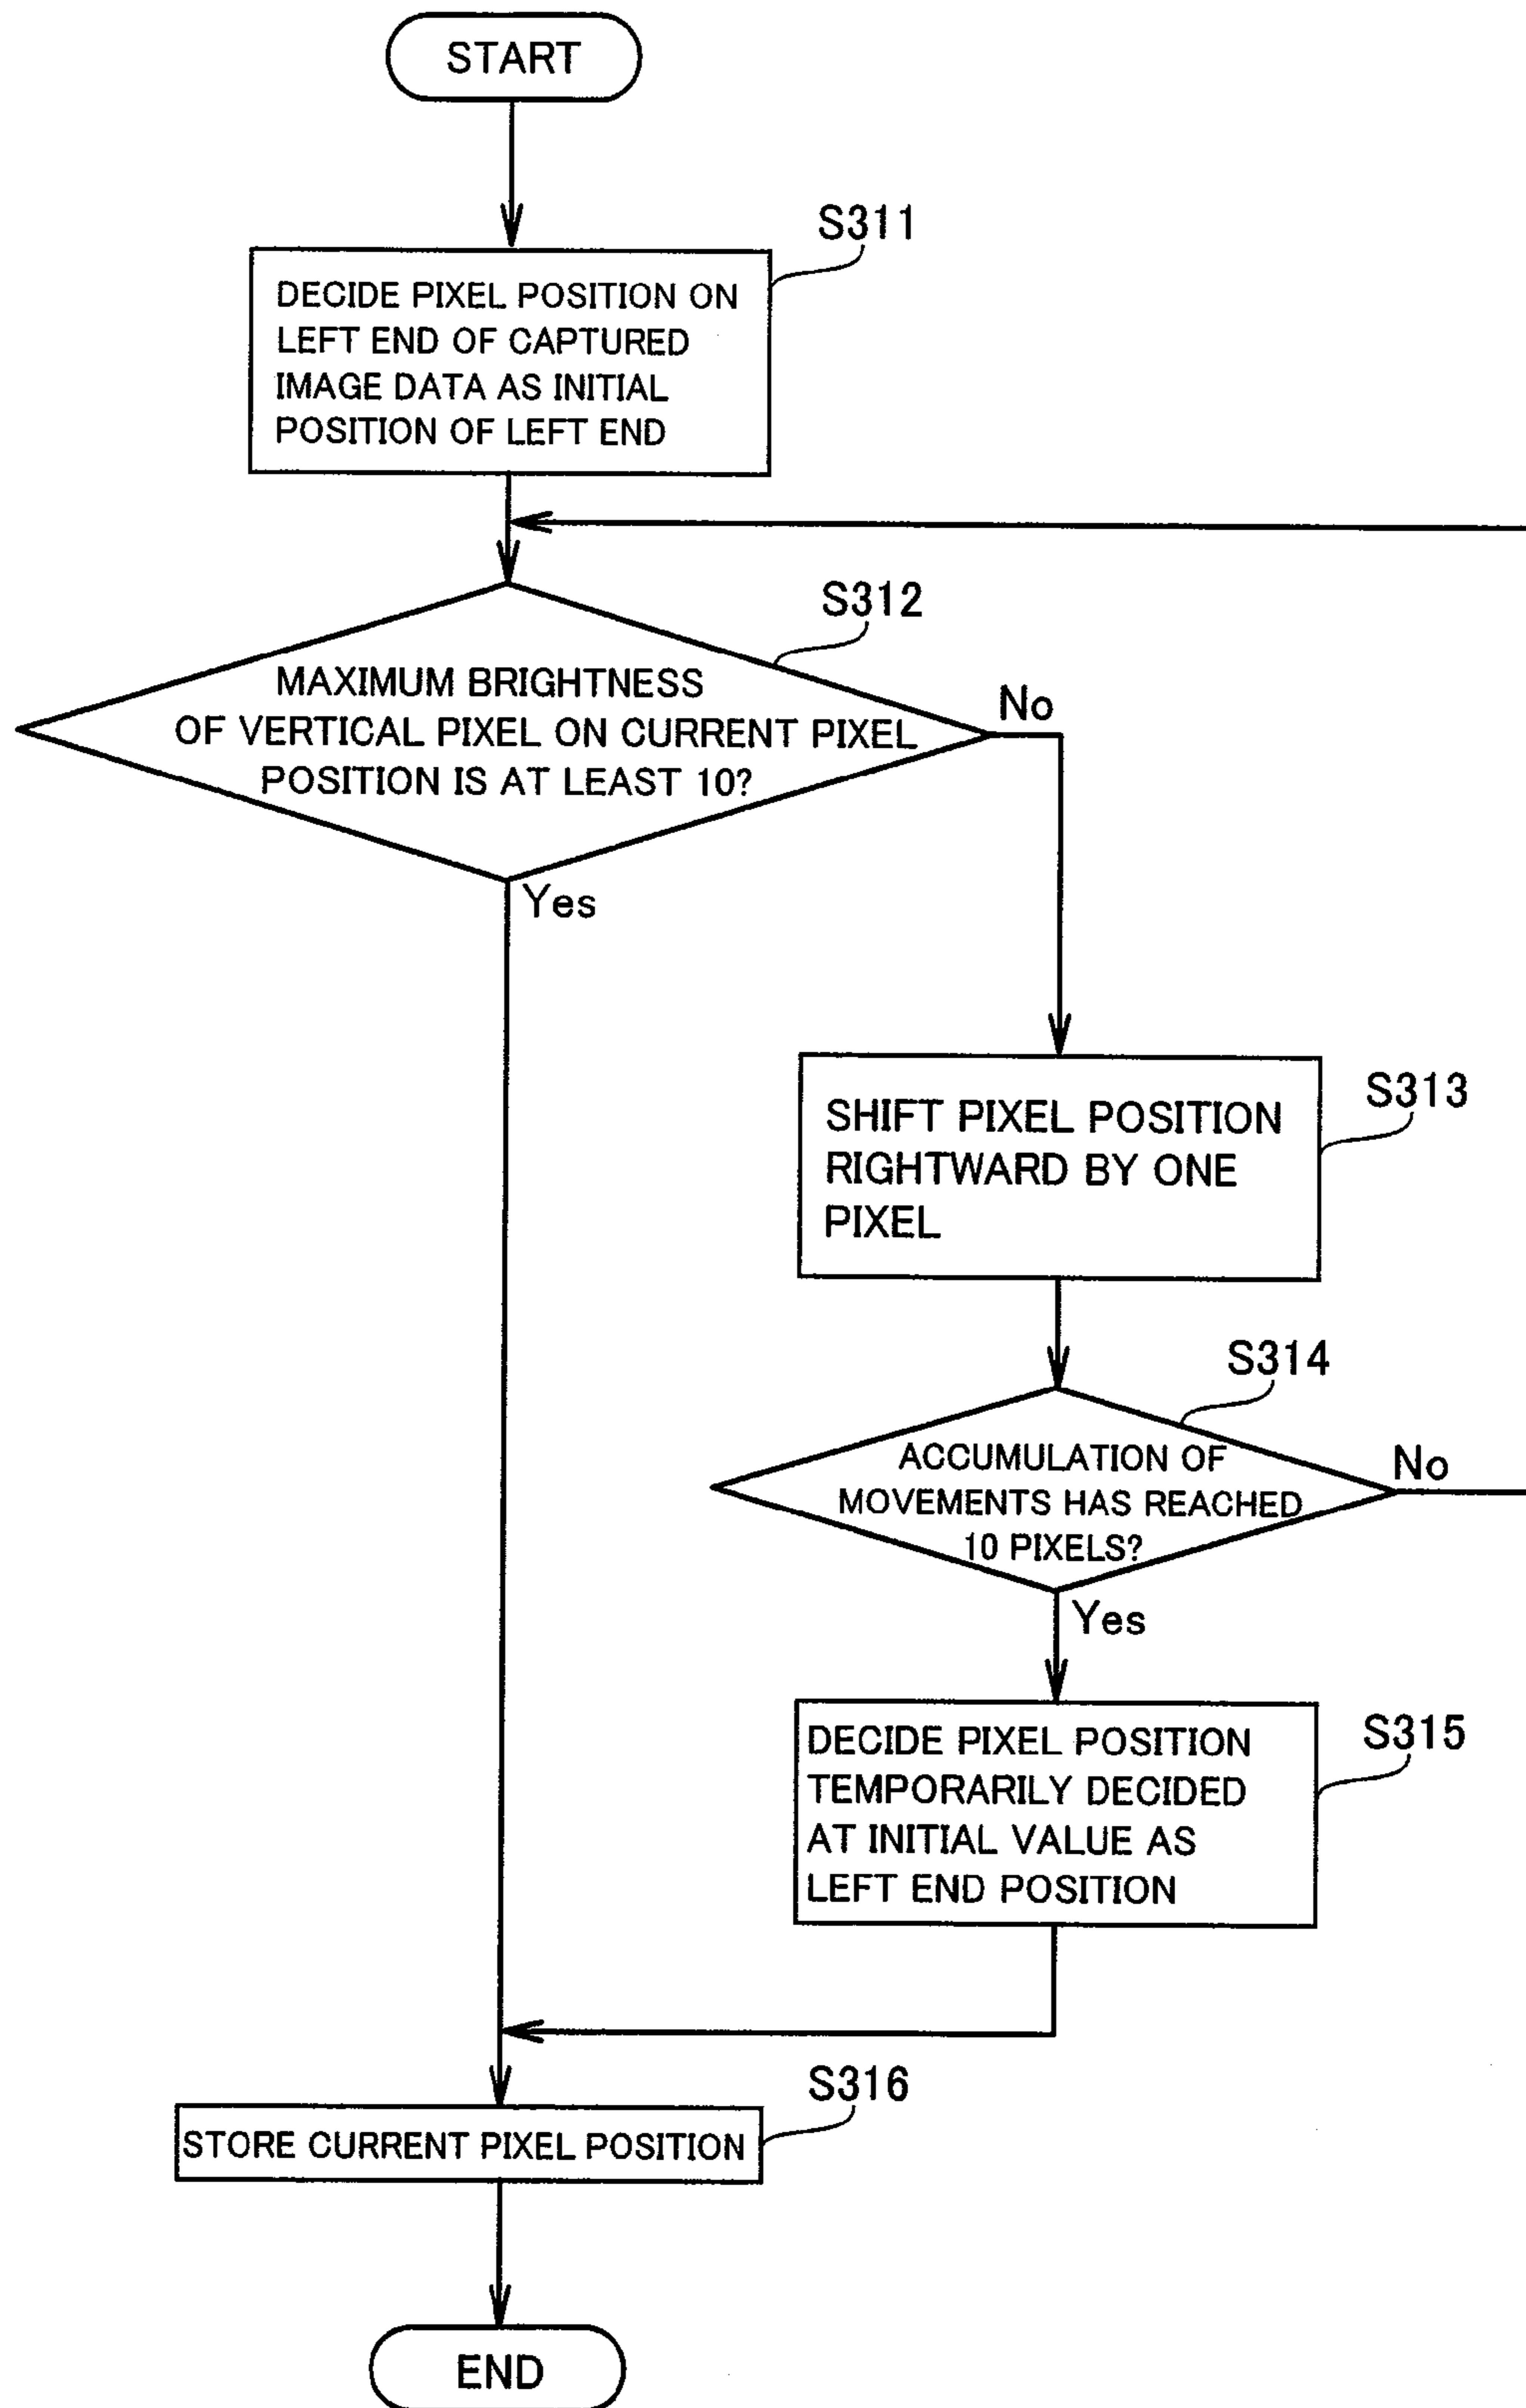 START
S311
DECIDE PIXEL POSITION ON
LEFT END OF CAPTURED
IMAGE DATA AS INITIAL
POSITION OF LEFT END
S312
MAXIMUM BRIGHTNESS
OF VERTICAL PIXEL ON CURRENT PIXEL
POSITION IS AT LEAST 10?
No
Yes
S313
SHIFT PIXEL POSITION
RIGHTWARD BY ONE
PIXEL
S314
ACCUMULATION OF
MOVEMENTS HAS REACHED
10 PIXELS?
No
Yes
S315
DECIDE PIXEL POSITION
TEMPORARILY DECIDED
AT INITIAL VALUE AS
LEFT END POSITION
S316
STORE CURRENT PIXEL POSITION
END